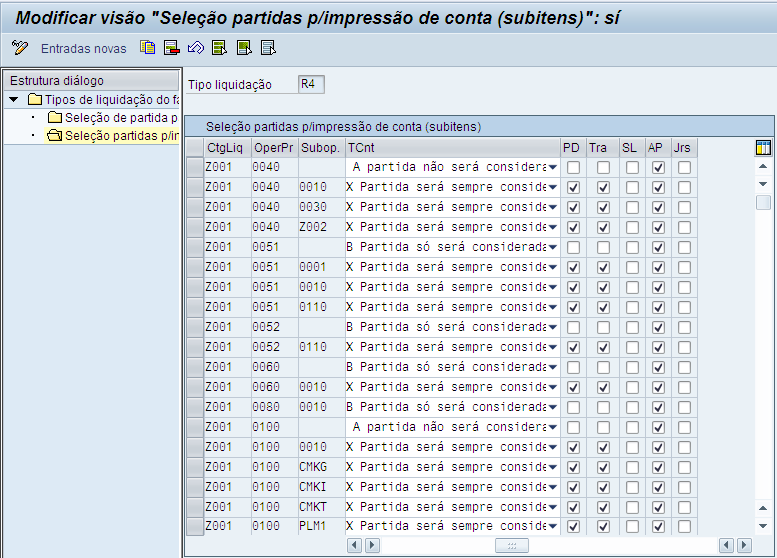 Modificar visão "Seleção partidas p/impressão de conta (subitens)": sí
Entradas novas
Estrutura diálogo
Tipos de liquidação do fa
Seleção de partida p
Seleção partidas p/in
Tipo liquidação R4
Seleção partidas p/impressão de conta (subitens)
CtgLiq OperPr Subop. TCnt PD Tra SL AP Jrs
Z001 0040 A partida não será considera
Z001 0040 0010 X Partida será sempre conside
Z001 0040 0030 X Partida será sempre conside
Z001 0040 Z002 X Partida será sempre conside
Z001 0051 B Partida só será considerada
Z001 0051 0001 X Partida será sempre conside
Z001 0051 0010 X Partida será sempre conside
Z001 0051 0110 X Partida será sempre conside
Z001 0052 B Partida só será considerada
Z001 0052 0110 X Partida será sempre conside
Z001 0060 B Partida só será considerada
Z001 0060 0010 X Partida será sempre conside
Z001 0080 0010 B Partida só será considerada
Z001 0100 A partida não será considera
Z001 0100 0010 X Partida será sempre conside
Z001 0100 CMKG X Partida será sempre conside
Z001 0100 CMKI X Partida será sempre conside
Z001 0100 CMKT X Partida será sempre conside
Z001 0100 PLM1 X Partida será sempre conside